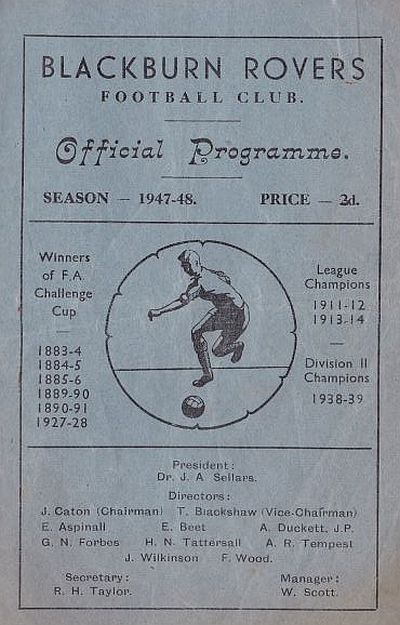 BLACKBURN ROVERS
FOOTBALL CLUB.
Official Programme.
SEASON — 1947-48. PRICE — 2d.
Winners
of F.A.
Challenge
Cup
—
1883-4
1884-5
1885-6
1889-90
1890-91
1927-28
League
Champions
1911-12
1913-14
—
Division II
Champions
1938-39
President:
Dr. J. A. Sellars.
Directors:
J. Caton (Chairman) T. Blackshaw (Vice-Chairman)
E. Aspinall E. Beet A. Duckett, J.P.
G. N. Forbes H. N. Tattersall A. R. Tempest
J. Wilkinson F. Wood.
Secretary: Manager:
R. H. Taylor. W. Scott.